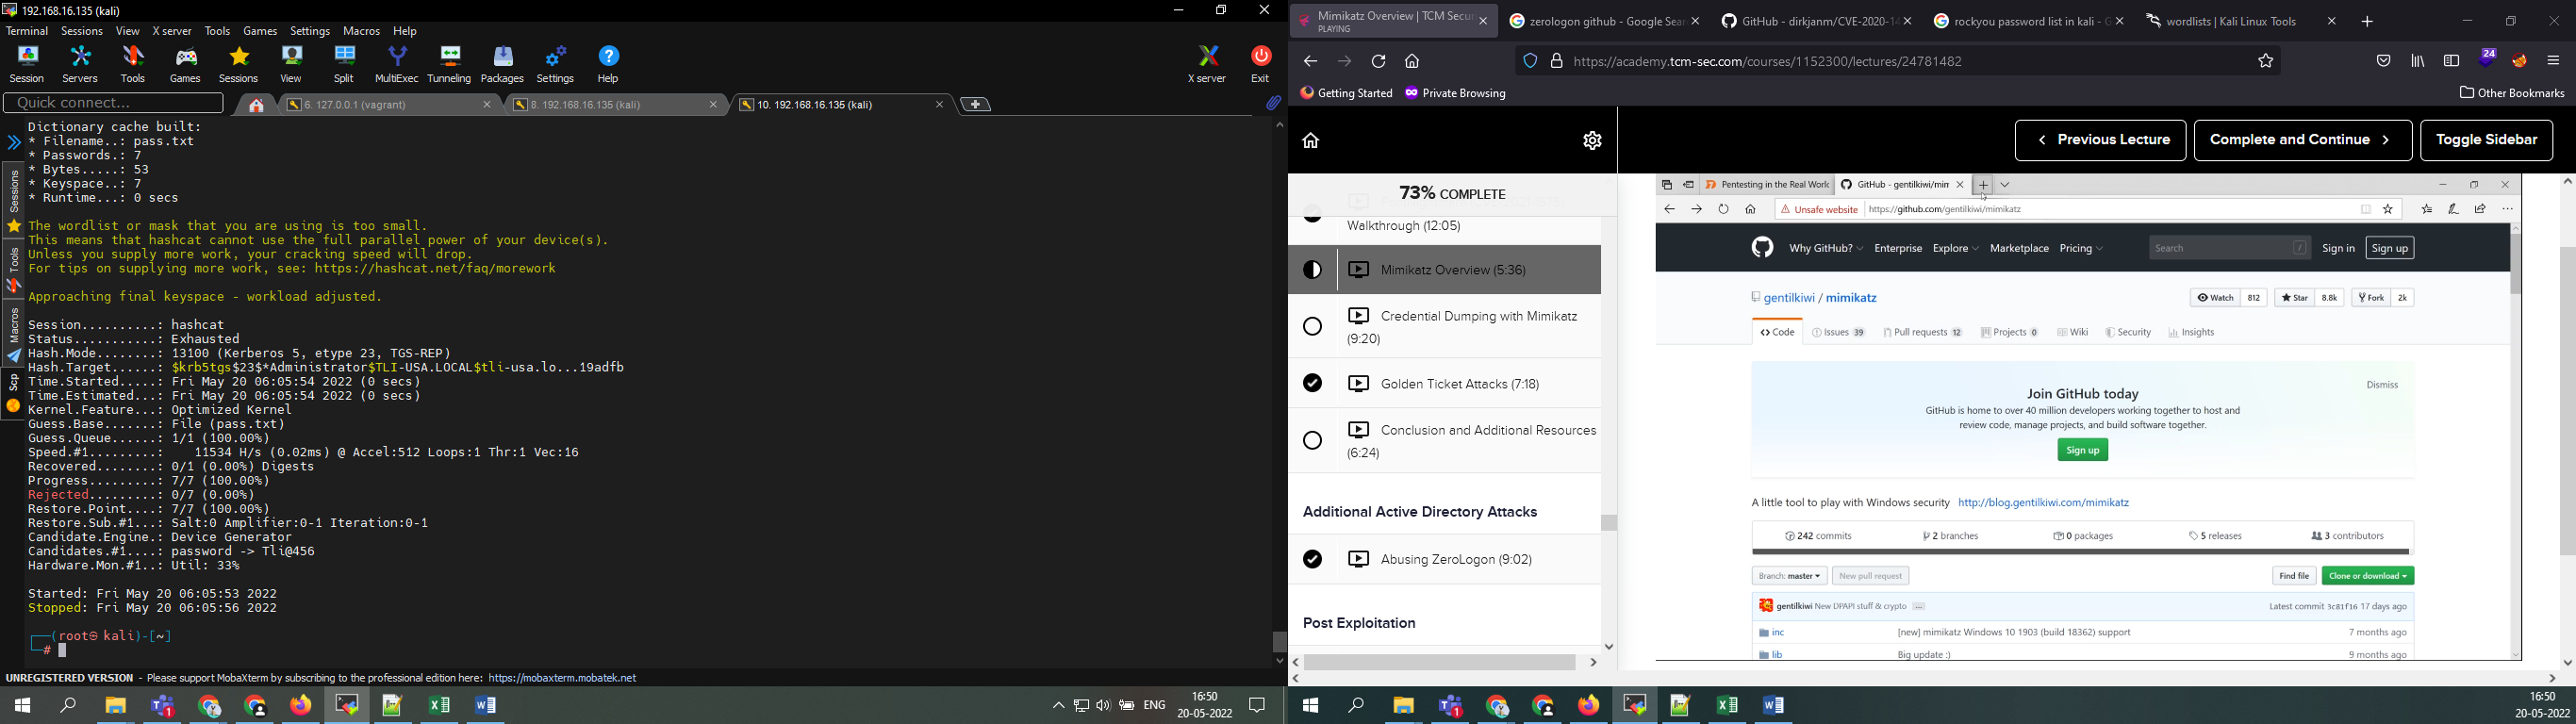 192.168.16.135 (kali)
Terminal Sessions View X server Tools Games Settings Macros Help
Session Servers Tools Games Sessions View Split MultiExec Tunneling Packages Settings Help X server Exit
Quick connect...
6. 127.0.0.1 (vagrant)
8. 192.168.16.135 (kali)
10. 192.168.16.135 (kali)
Sessions
Tools
Macros
Scp
Dictionary cache built:
* Filename..: pass.txt
* Passwords.: 7
* Bytes.....: 53
* Keyspace..: 7
* Runtime...: 0 secs
The wordlist or mask that you are using is too small.
This means that hashcat cannot use the full parallel power of your device(s).
Unless you supply more work, your cracking speed will drop.
For tips on supplying more work, see: https://hashcat.net/faq/morework
Approaching final keyspace - workload adjusted.
Session..........: hashcat
Status...........: Exhausted
Hash.Mode........: 13100 (Kerberos 5, etype 23, TGS-REP)
Hash.Target......: $krb5tgs$23$*Administrator$TLI-USA.LOCAL$tli-usa.lo...19adfb
Time.Started.....: Fri May 20 06:05:54 2022 (0 secs)
Time.Estimated...: Fri May 20 06:05:54 2022 (0 secs)
Kernel.Feature...: Optimized Kernel
Guess.Base.......: File (pass.txt)
Guess.Queue......: 1/1 (100.00%)
Speed.#1.........: 11534 H/s (0.02ms) @ Accel:512 Loops:1 Thr:1 Vec:16
Recovered........: 0/1 (0.00%) Digests
Progress.........: 7/7 (100.00%)
Rejected.........: 0/7 (0.00%)
Restore.Point....: 7/7 (100.00%)
Restore.Sub.#1...: Salt:0 Amplifier:0-1 Iteration:0-1
Candidate.Engine.: Device Generator
Candidates.#1....: password -> Tli@456
Hardware.Mon.#1..: Util: 33%
Started: Fri May 20 06:05:53 2022
Stopped: Fri May 20 06:05:56 2022
┌──(root㉿kali)-[~]
└─#
UNREGISTERED VERSION - Please support MobaXterm by subscribing to the professional edition here: https://mobaxterm.mobatek.net
ENG
16:50
20-05-2022
Mimikatz Overview | TCM Secur
PLAYING
zerologon github - Google Sear
GitHub - dirkjanm/CVE-2020-14
rockyou password list in kali - G
wordlists | Kali Linux Tools
https://academy.tcm-sec.com/courses/1152300/lectures/24781482
24
Getting Started Private Browsing Other Bookmarks
Previous Lecture
Complete and Continue
Toggle Sidebar
73% COMPLETE
Walkthrough (12:05)
Mimikatz Overview (5:36)
Credential Dumping with Mimikatz
(9:20)
Golden Ticket Attacks (7:18)
Conclusion and Additional Resources
(6:24)
Additional Active Directory Attacks
Abusing ZeroLogon (9:02)
Post Exploitation
Pentesting in the Real World
GitHub - gentilkiwi/mim
Unsafe website https://github.com/gentilkiwi/mimikatz
Why GitHub? Enterprise Explore Marketplace Pricing Search / Sign in Sign up
gentilkiwi / mimikatz
Watch 812 Star 8.8k Fork 2k
Code Issues 39 Pull requests 12 Projects 0 Wiki Security Insights
Dismiss
Join GitHub today
GitHub is home to over 40 million developers working together to host and
review code, manage projects, and build software together.
Sign up
A little tool to play with Windows security http://blog.gentilkiwi.com/mimikatz
242 commits 2 branches 0 packages 5 releases 3 contributors
Branch: master New pull request Find file Clone or download
gentilkiwi New DPAPI stuff & crypto ... Latest commit 3c81f16 17 days ago
inc [new] mimikatz Windows 10 1903 (build 18362) support 7 months ago
lib Big update :) 9 months ago
16:50
20-05-2022